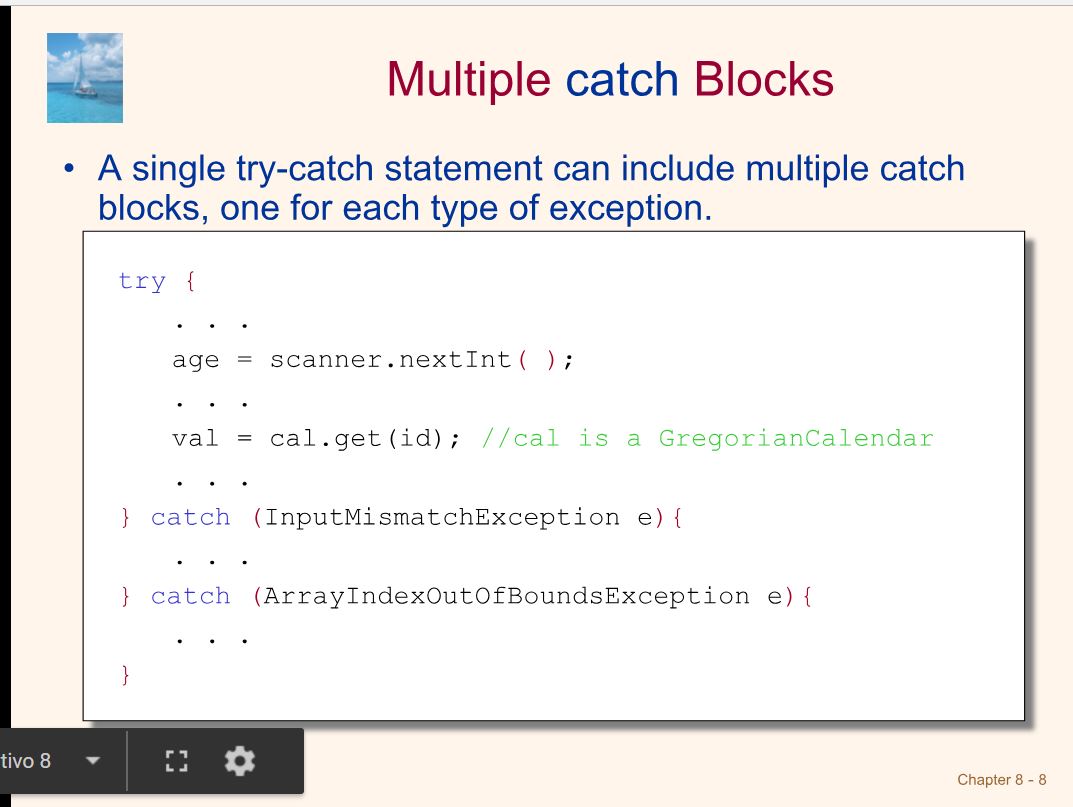 Multiple catch Blocks
• A single try-catch statement can include multiple catch
blocks, one for each type of exception.
try {
. . .
age = scanner.nextInt( );
. . .
val = cal.get(id); //cal is a GregorianCalendar
. . .
} catch (InputMismatchException e){
. . .
} catch (ArrayIndexOutOfBoundsException e){
. . .
}
tivo 8
Chapter 8 - 8